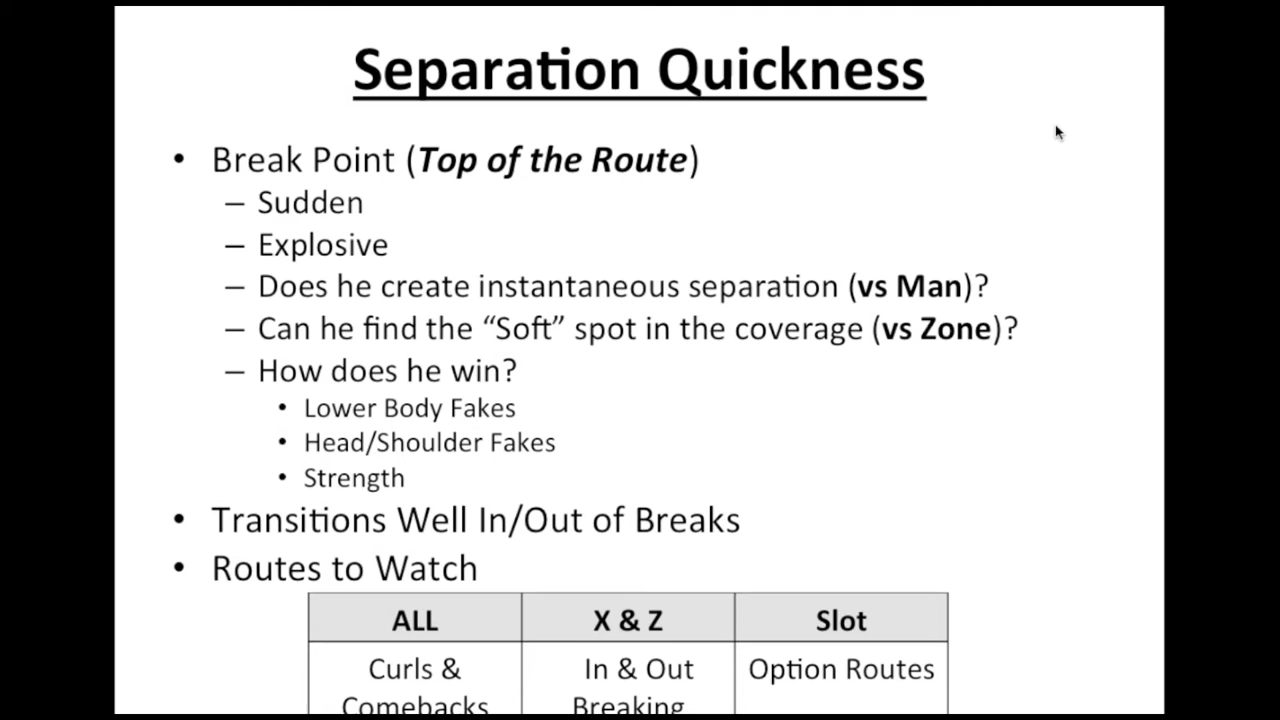 Separation Quickness
• Break Point (Top of the Route)
– Sudden
– Explosive
– Does he create instantaneous separation (vs Man)?
– Can he find the “Soft” spot in the coverage (vs Zone)?
– How does he win?
• Lower Body Fakes
• Head/Shoulder Fakes
• Strength
• Transitions Well In/Out of Breaks
• Routes to Watch
ALL X & Z Slot
Curls & In & Out Option Routes
Comebacks Breaking